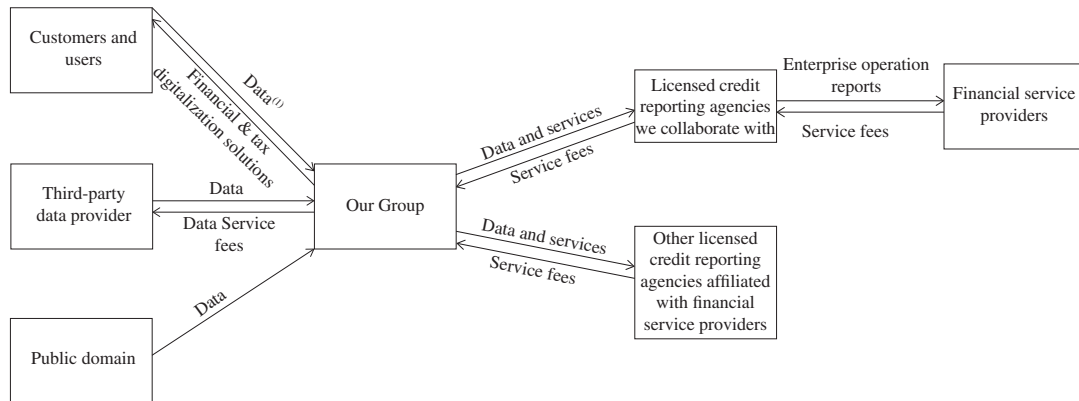 Customers and
users
Data(1)
Financial & tax
digitalization solutions
Third-party
data provider
Data
Data Service
fees
Public domain
Data
Our Group
Data and services
Service fees
Data and services
Service fees
Licensed credit
reporting agencies
we collaborate with
Other licensed
credit reporting
agencies affiliated
with financial
service providers
Enterprise operation
reports
Service fees
Financial service
providers